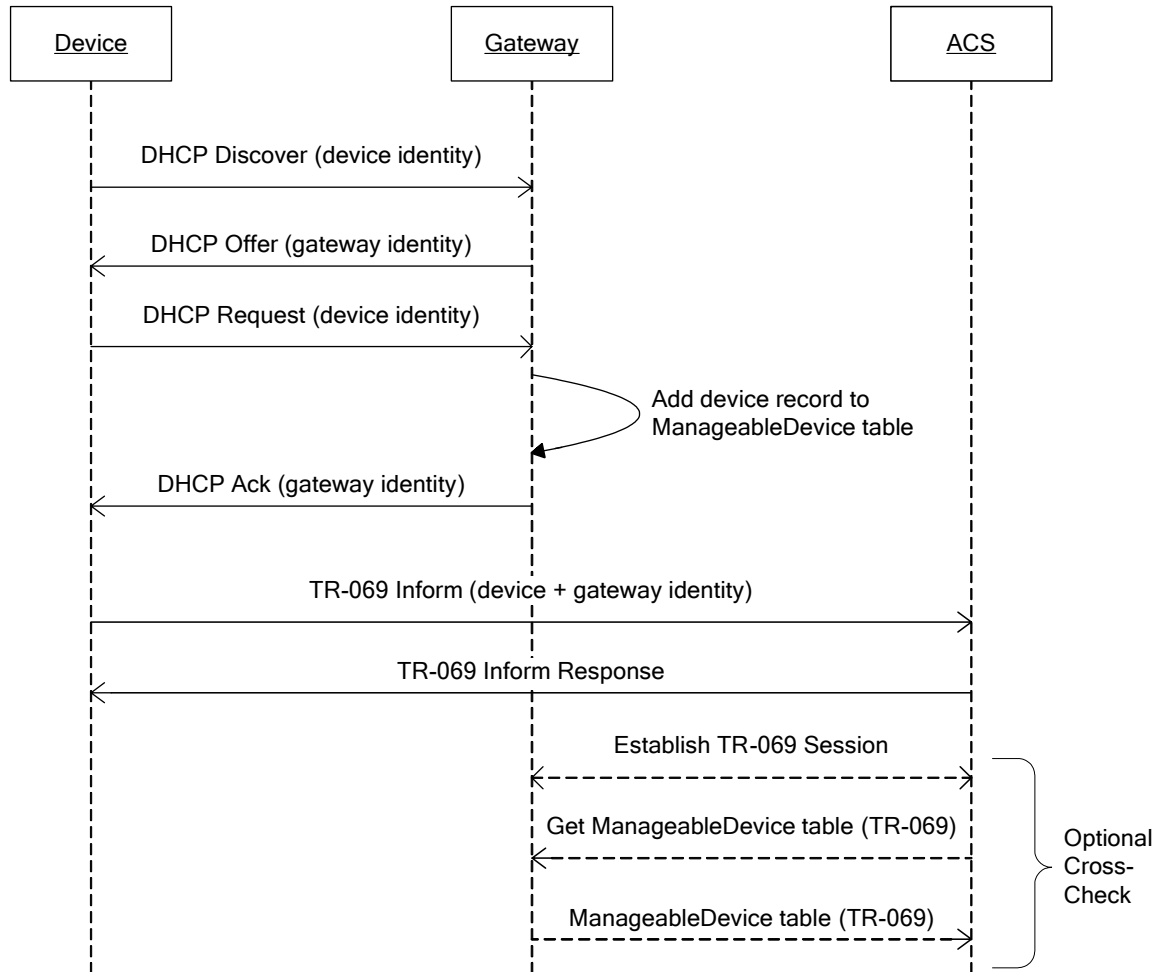 Device
Gateway
ACS
DHCP Discover (device identity)
DHCP Offer (gateway identity)
DHCP Request (device identity)
Add device record to
ManageableDevice table
DHCP Ack (gateway identity)
TR-069 Inform (device + gateway identity)
TR-069 Inform Response
Establish TR-069 Session
Get ManageableDevice table (TR-069)
Optional
Cross-
Check
ManageableDevice table (TR-069)